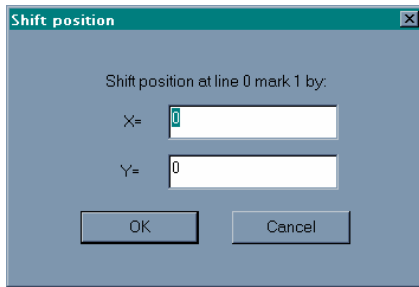 Shift position
Shift position at line 0 mark 1 by:
X= 0
Y= 0
OK Cancel